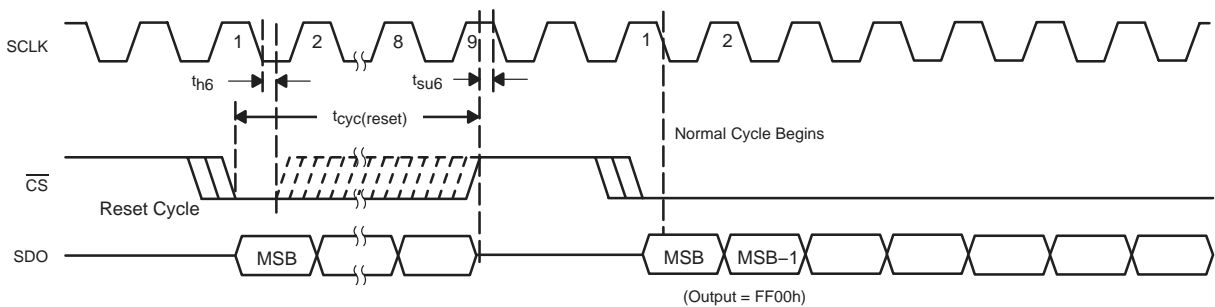 SCLK
1 2 8 9 1 2
th6
tsu6
tcyc(reset)
Normal Cycle Begins
CS
Reset Cycle
SDO
MSB MSB MSB–1
(Output = FF00h)